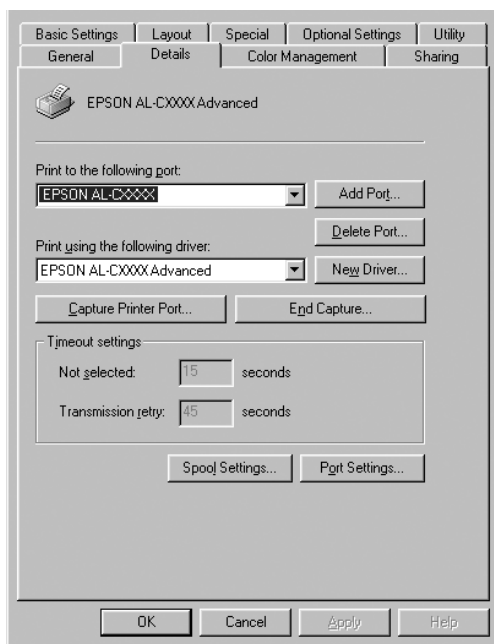 Basic Settings Layout Special Optional Settings Utility
General Details Color Management Sharing
EPSON AL-CXXXX Advanced
Print to the following port:
EPSON AL-CXXXX Add Port...
Delete Port...
Print using the following driver:
EPSON AL-CXXXX Advanced New Driver...
Capture Printer Port... End Capture...
Timeout settings
Not selected: 15 seconds
Transmission retry: 45 seconds
Spool Settings... Port Settings...
OK Cancel Apply Help